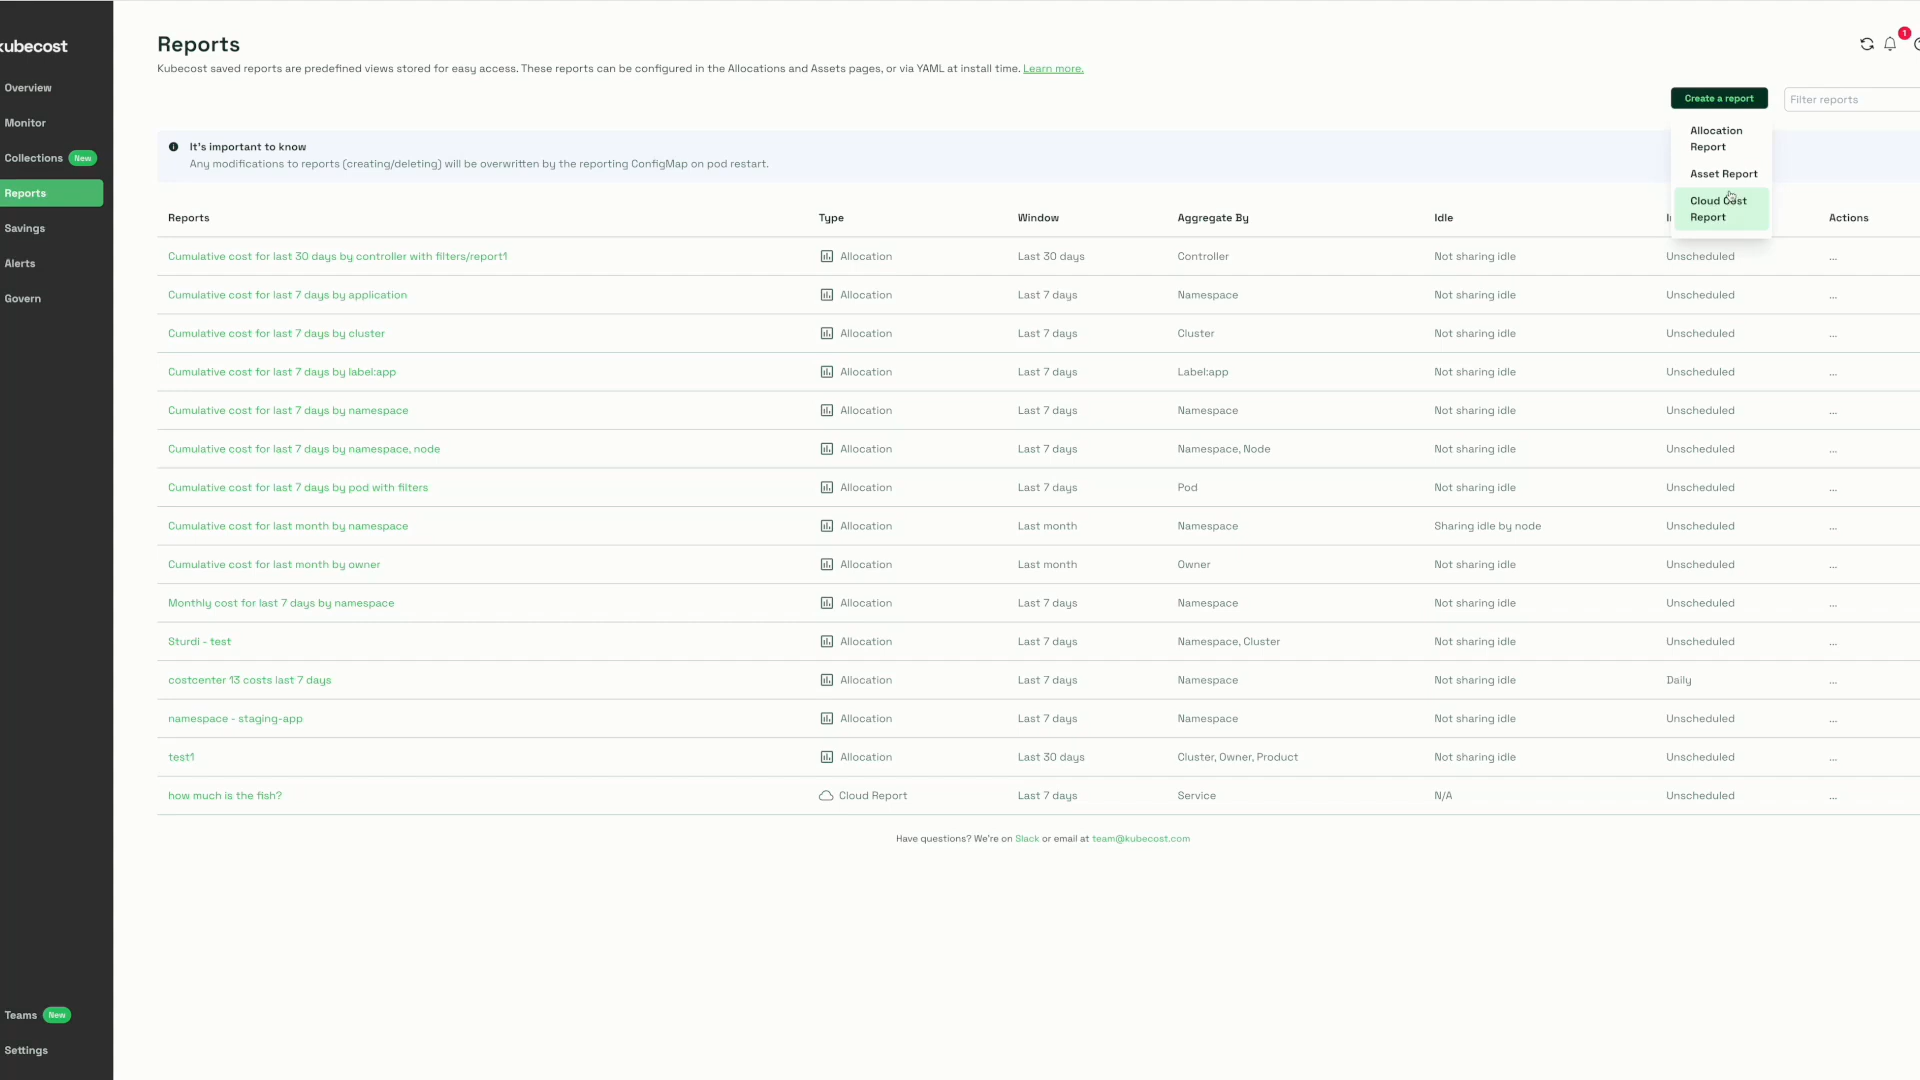 kubecost
Overview
Monitor
Collections New
Reports
Savings
Alerts
Govern
Teams New
Settings
Reports
Kubecost saved reports are predefined views stored for easy access. These reports can be configured in the Allocations and Assets pages, or via YAML at install time. Learn more.
1
Create a report
Filter reports
Allocation
Report
Asset Report
Cloud Cost
Report
It's important to know
Any modifications to reports (creating/deleting) will be overwritten by the reporting ConfigMap on pod restart.
Reports Type Window Aggregate By Idle Actions
Cumulative cost for last 30 days by controller with filters/report1 Allocation Last 30 days Controller Not sharing idle Unscheduled ...
Cumulative cost for last 7 days by application Allocation Last 7 days Namespace Not sharing idle Unscheduled ...
Cumulative cost for last 7 days by cluster Allocation Last 7 days Cluster Not sharing idle Unscheduled ...
Cumulative cost for last 7 days by label:app Allocation Last 7 days Label:app Not sharing idle Unscheduled ...
Cumulative cost for last 7 days by namespace Allocation Last 7 days Namespace Not sharing idle Unscheduled ...
Cumulative cost for last 7 days by namespace, node Allocation Last 7 days Namespace, Node Not sharing idle Unscheduled ...
Cumulative cost for last 7 days by pod with filters Allocation Last 7 days Pod Not sharing idle Unscheduled ...
Cumulative cost for last month by namespace Allocation Last month Namespace Sharing idle by node Unscheduled ...
Cumulative cost for last month by owner Allocation Last month Owner Not sharing idle Unscheduled ...
Monthly cost for last 7 days by namespace Allocation Last 7 days Namespace Not sharing idle Unscheduled ...
Sturdi - test Allocation Last 7 days Namespace, Cluster Not sharing idle Unscheduled ...
costcenter 13 costs last 7 days Allocation Last 7 days Namespace Not sharing idle Daily ...
namespace - staging-app Allocation Last 7 days Namespace Not sharing idle Unscheduled ...
test1 Allocation Last 30 days Cluster, Owner, Product Not sharing idle Unscheduled ...
how much is the fish? Cloud Report Last 7 days Service N/A Unscheduled ...
Have questions? We're on Slack or email at team@kubecost.com